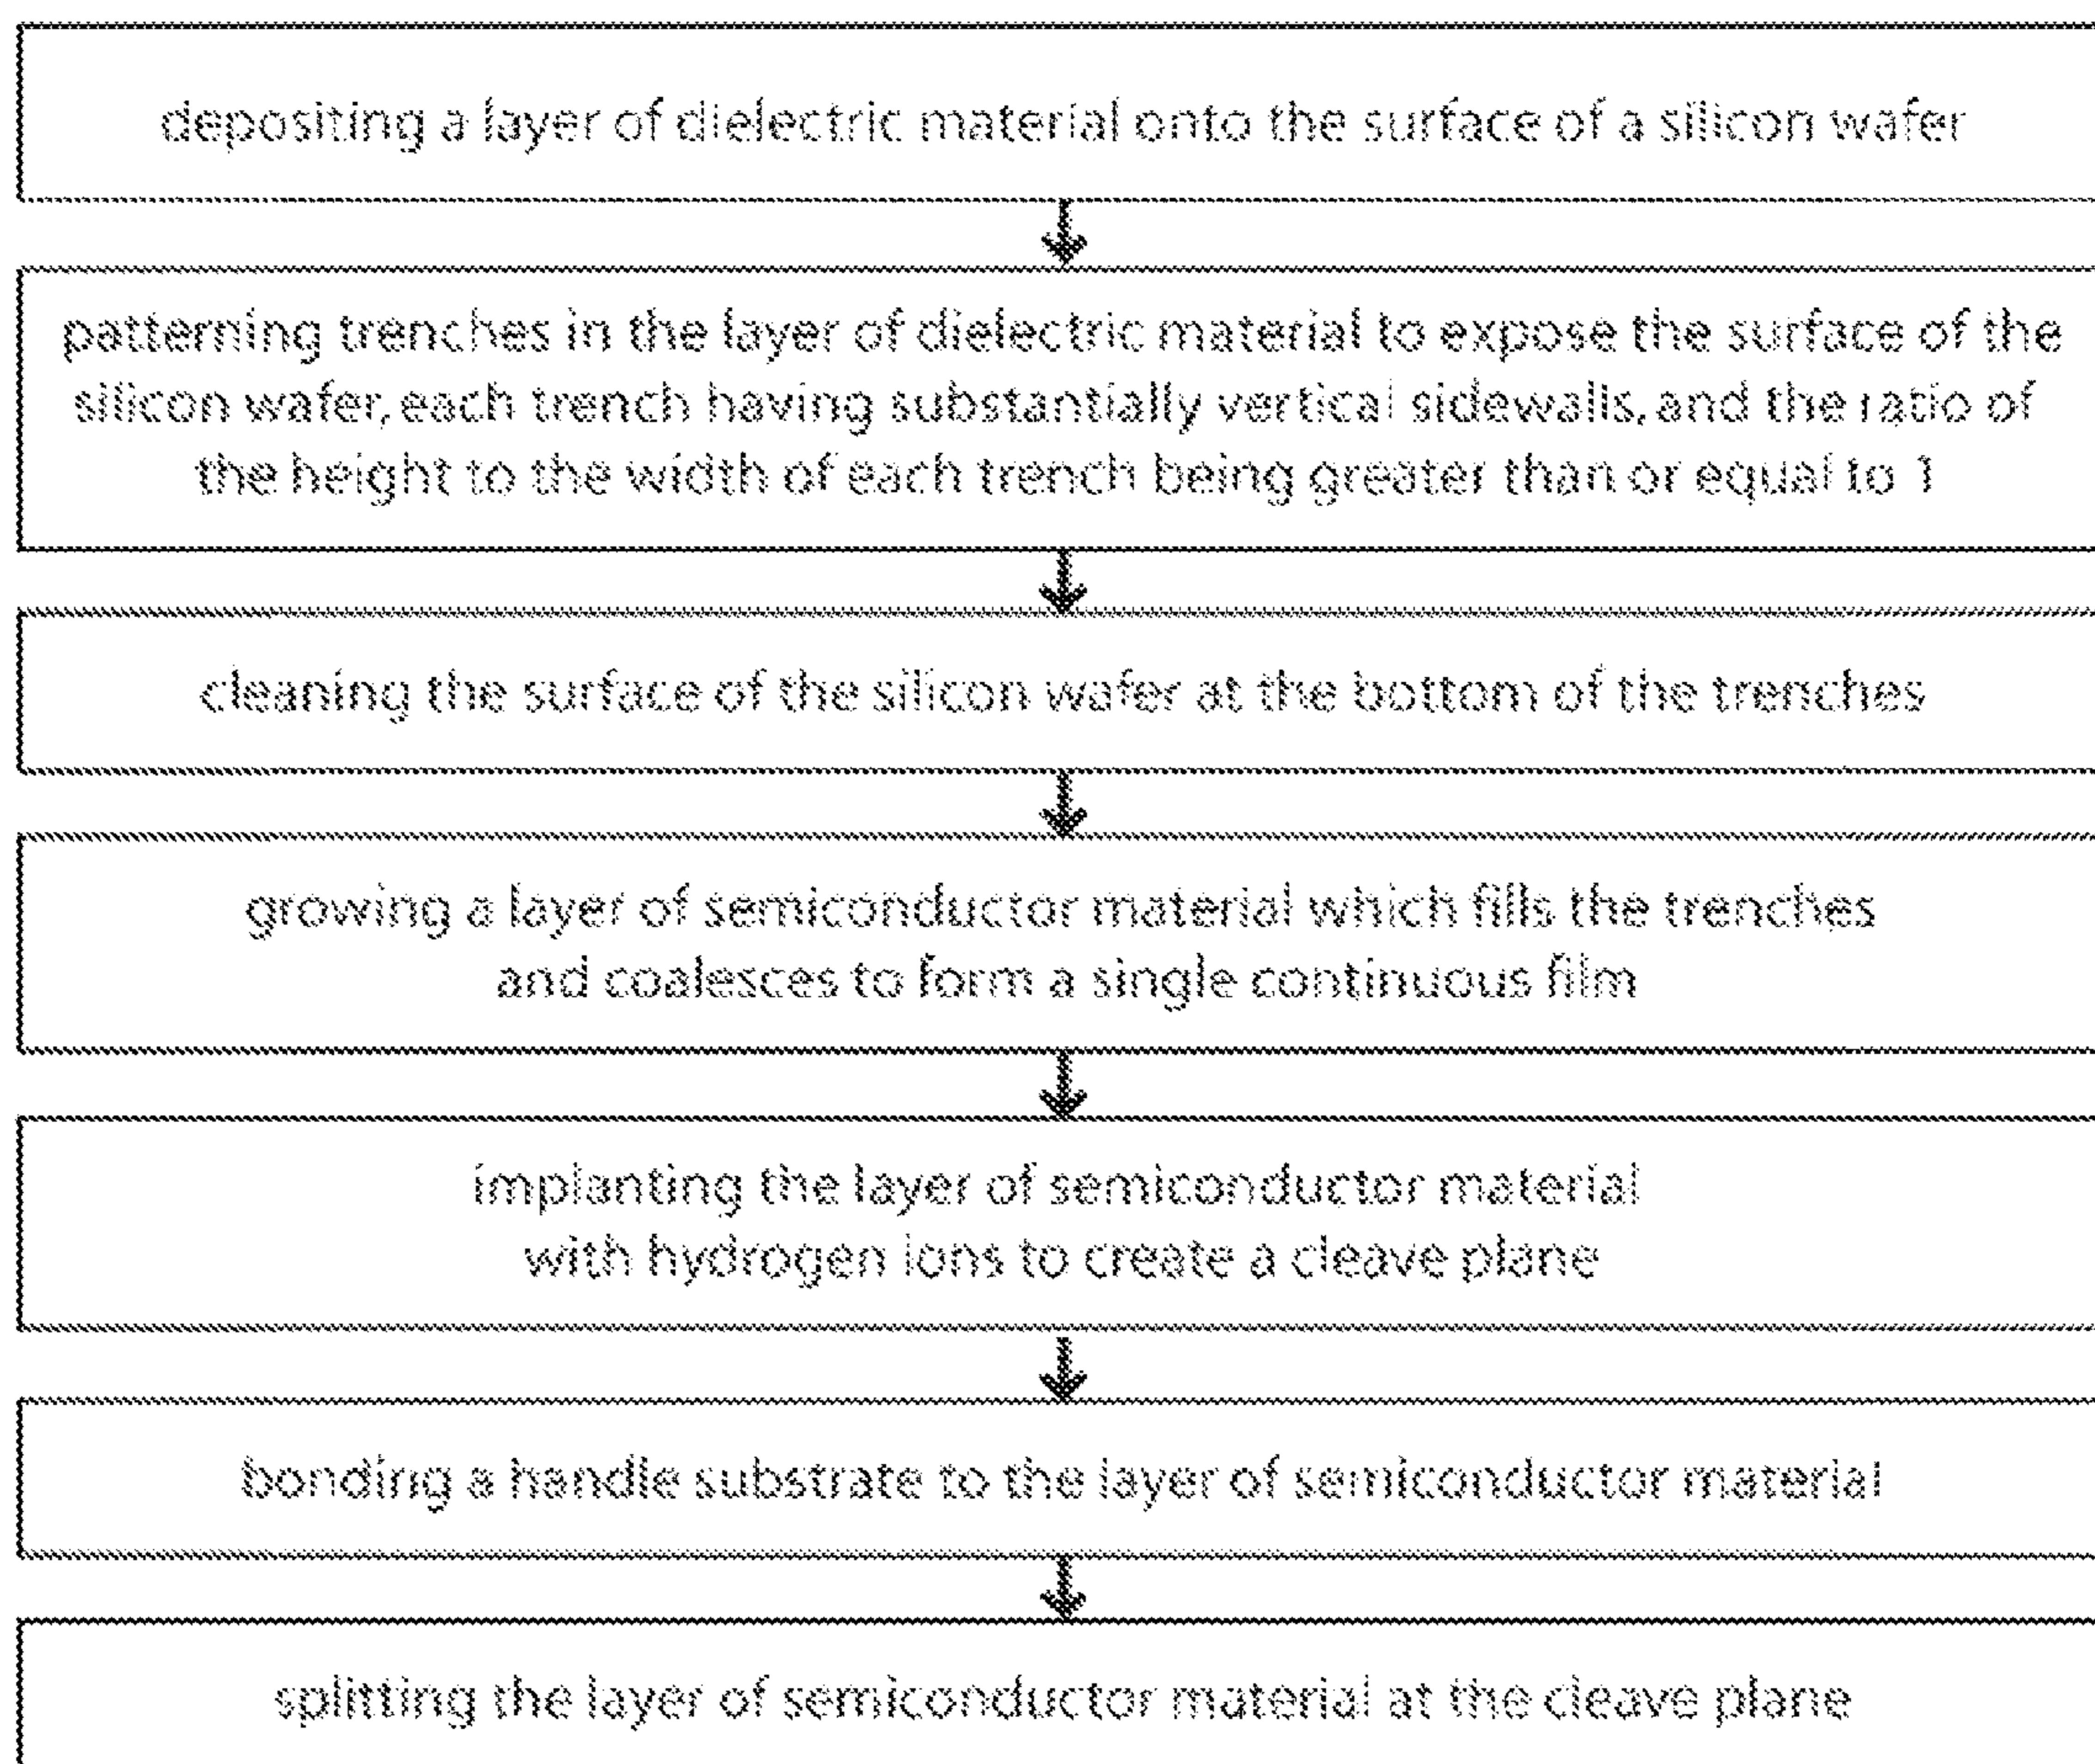 depositing a layer of dielectric material onto the surface of a silicon wafer
patterning trenches in the layer of dielectric material to expose the surface of the
silicon wafer, each trench having substantially vertical sidewalls, and the ratio of
the height to the width of each trench being greater than or equal to 1
cleaning the surface of the silicon wafer at the bottom of the trenches
growing a layer of semiconductor material which fills the trenches
and coalesces to form a single continuous film
implanting the layer of semiconductor material
with hydrogen ions to create a cleave plane
bonding a handle substrate to the layer of semiconductor material
splitting the layer of semiconductor material at the cleave plane